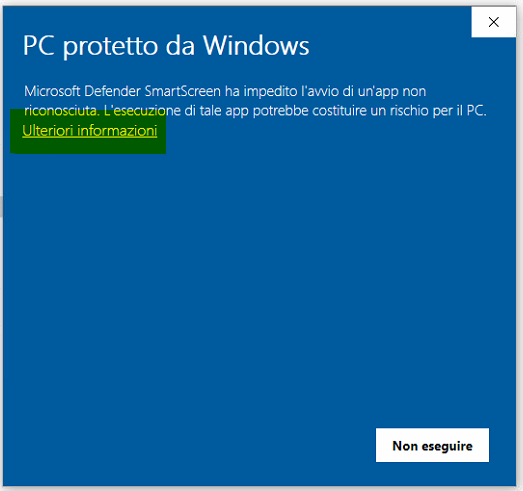 PC protetto da Windows
Microsoft Defender SmartScreen ha impedito l'avvio di un'app non
riconosciuta. L'esecuzione di tale app potrebbe costituire un rischio per il PC.
Ulteriori informazioni
Non eseguire